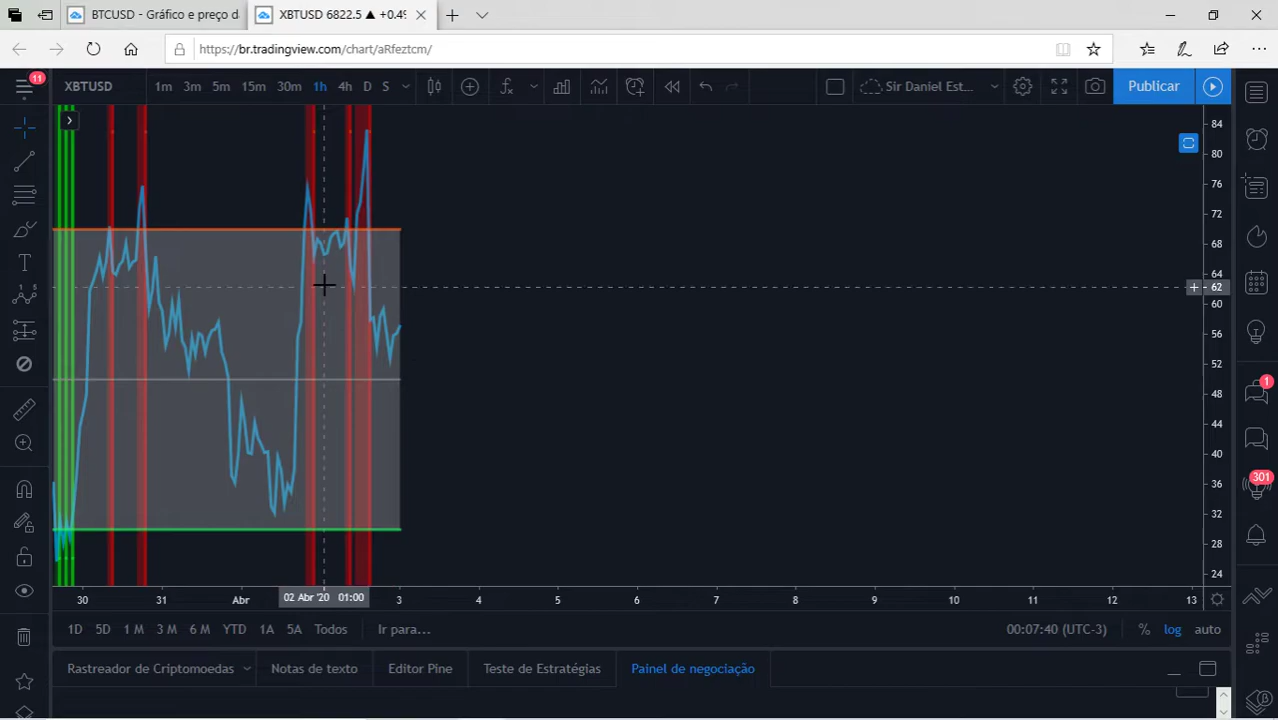 BTCUSD - Gráfico e preço d
XBTUSD 6822.5 ▲ +0.49
https://br.tradingview.com/chart/aRfeztcm/
11
XBTUSD
1m 3m 5m 15m 30m 1h 4h D S
Sir Daniel Est...
Publicar
84
80
76
72
68
64
62
60
56
52
48
44
40
36
32
28
24
1
301
30 31 Abr 02 Abr '20 01:00 3 4 5 6 7 8 9 10 11 12 13
1D 5D 1 M 3 M 6 M YTD 1A 5A Todos Ir para... 00:07:40 (UTC-3) % log auto
Rastreador de Criptomoedas Notas de texto Editor Pine Teste de Estratégias Painel de negociação